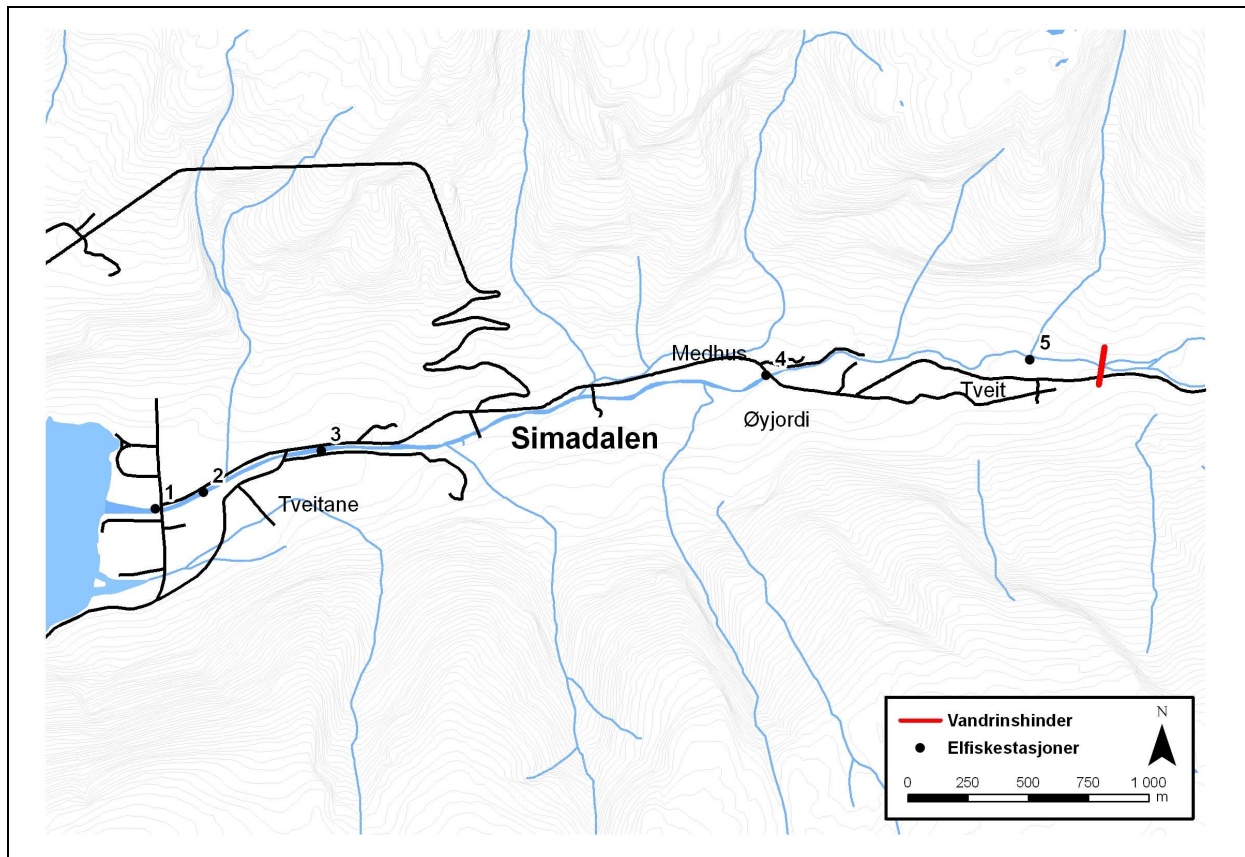 5
Medhus
4
Tveit
Øyjordi
3
Simadalen
2
1
Tveitane
Vandrinshinder
N
Elfiskestasjoner
0 250 500 750 1 000
m